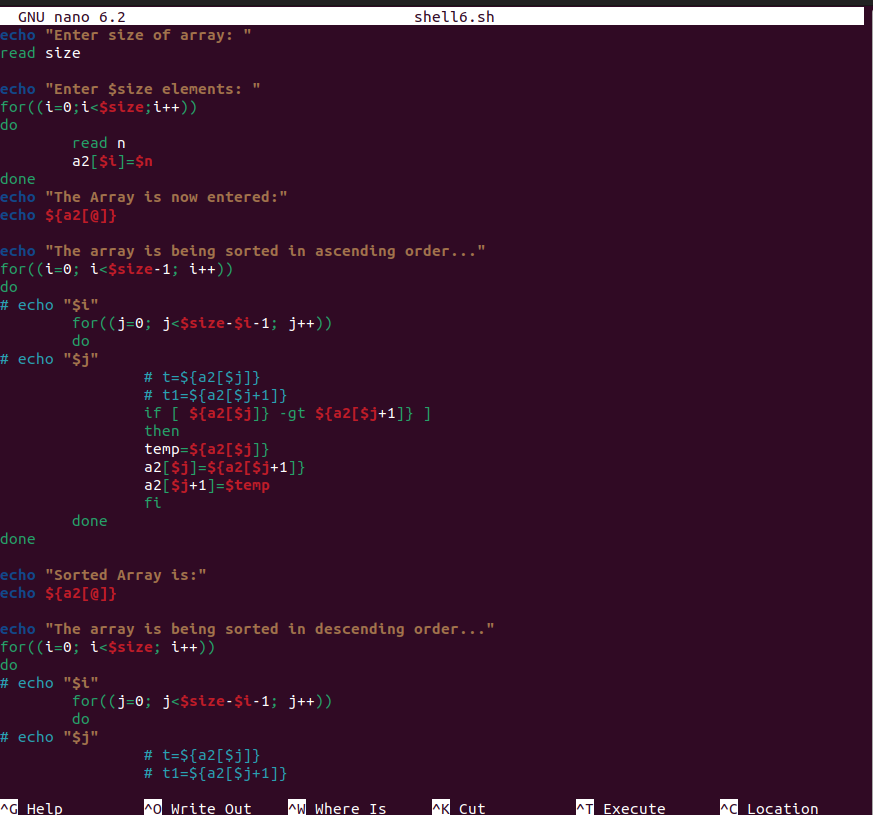 GNU nano 6.2 shell6.sh
echo "Enter size of array: "
read size
echo "Enter $size elements: "
for((i=0;i<$size;i++))
do
read n
a2[$i]=$n
done
echo "The Array is now entered:"
echo ${a2[@]}
echo "The array is being sorted in ascending order..."
for((i=0; i<$size-1; i++))
do
# echo "$i"
for((j=0; j<$size-$i-1; j++))
do
# echo "$j"
# t=${a2[$j]}
# t1=${a2[$j+1]}
if [ ${a2[$j]} -gt ${a2[$j+1]} ]
then
temp=${a2[$j]}
a2[$j]=${a2[$j+1]}
a2[$j+1]=$temp
fi
done
done
echo "Sorted Array is:"
echo ${a2[@]}
echo "The array is being sorted in descending order..."
for((i=0; i<$size; i++))
do
# echo "$i"
for((j=0; j<$size-$i-1; j++))
do
# echo "$j"
# t=${a2[$j]}
# t1=${a2[$j+1]}
^G Help ^O Write Out ^W Where Is ^K Cut ^T Execute ^C Location